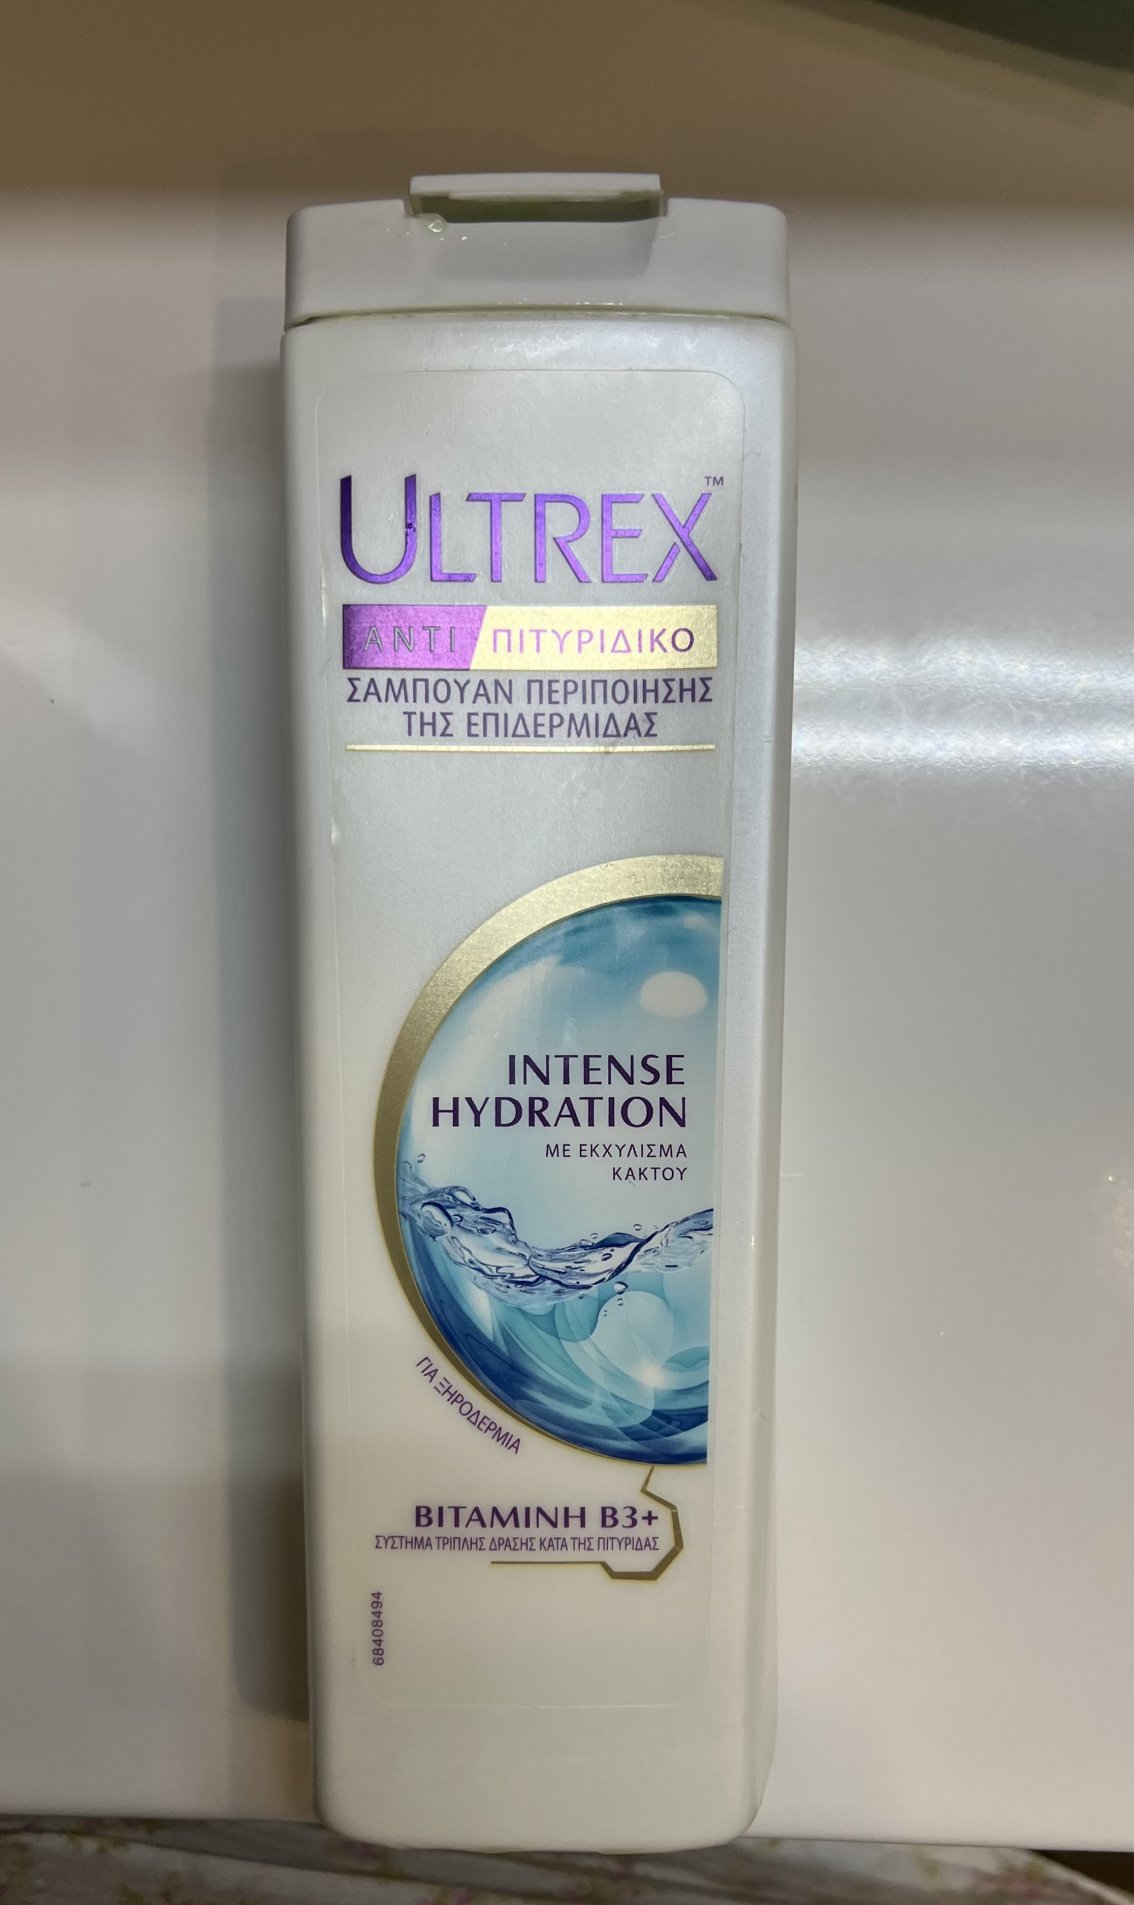 ULTREX™
ΑΝΤΙ ΠΙΤΥΡΙΔΙΚΟ
ΣΑΜΠΟΥΑΝ ΠΕΡΙΠΟΙΗΣΗΣ
ΤΗΣ ΕΠΙΔΕΡΜΙΔΑΣ
INTENSE
HYDRATION
ΜΕ ΕΚΧΥΛΙΣΜΑ
ΚΑΚΤΟΥ
ΓΙΑ ΞΗΡΟΔΕΡΜΙΑ
ΒΙΤΑΜΙΝΗ Β3+
ΣΥΣΤΗΜΑ ΤΡΙΠΛΗΣ ΔΡΑΣΗΣ ΚΑΤΑ ΤΗΣ ΠΙΤΥΡΙΔΑΣ
68408494